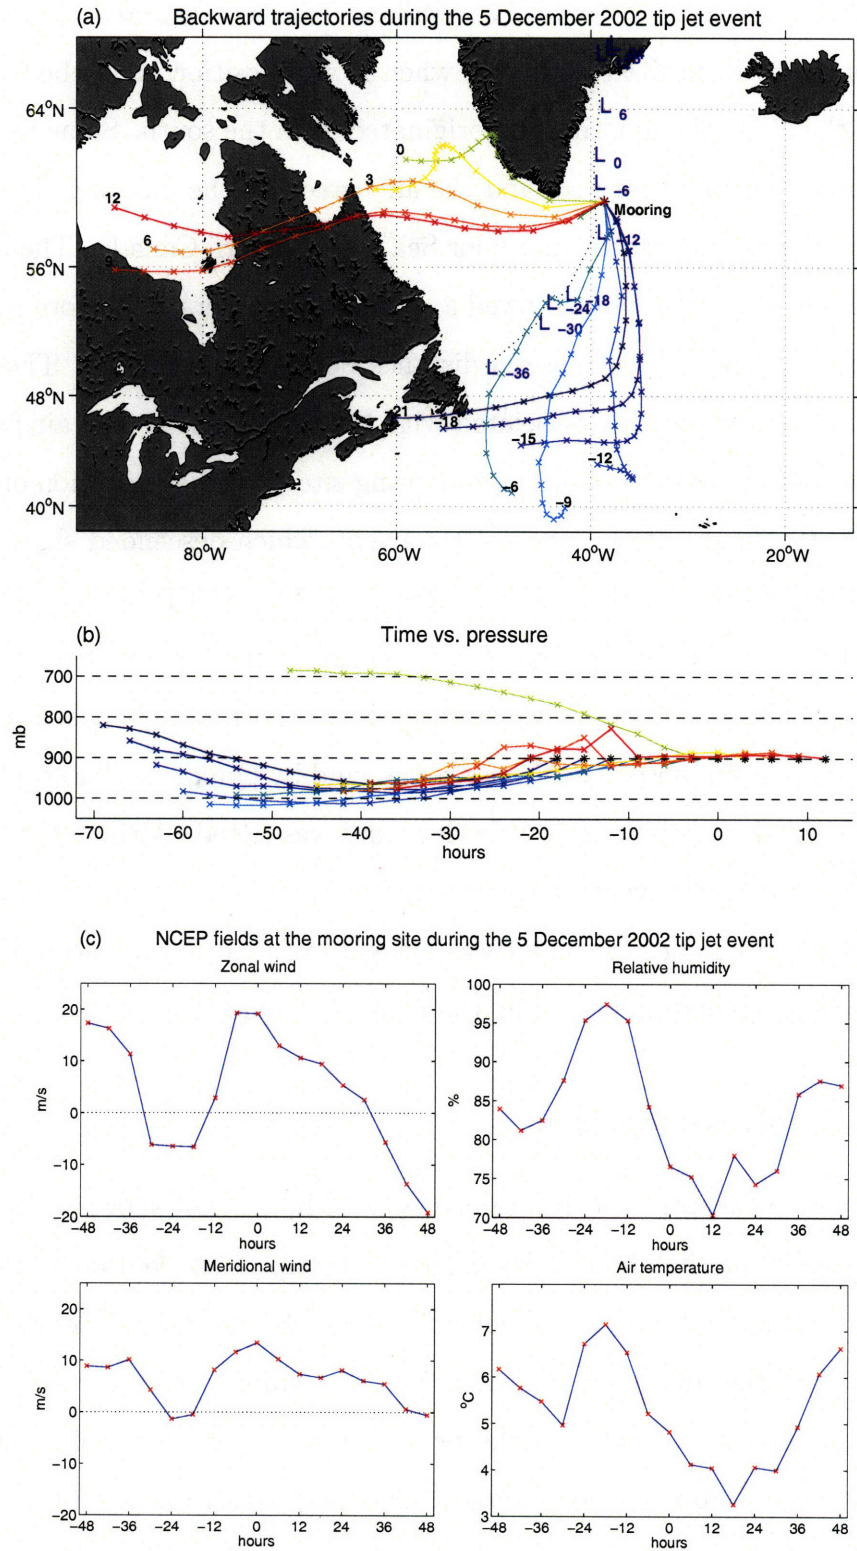 (a) Backward trajectories during the 5 December 2002 tip jet event
64°N
56°N
48°N
40°N
80°W 60°W 40°W 20°W
L 6
L 0
L −6
L −12
L −18
L −24
L −30
L −36
Mooring
0
3
12
6
9
21
−18
−15
−12
−6
−9
(b) Time vs. pressure
mb
700
800
900
1000
−70 −60 −50 −40 −30 −20 −10 0 10
hours
(c) NCEP fields at the mooring site during the 5 December 2002 tip jet event
Zonal wind
m/s
20
10
0
−10
−20
−48 −36 −24 −12 0 12 24 36 48
hours
Relative humidity
%
100
95
90
85
80
75
70
−48 −36 −24 −12 0 12 24 36 48
hours
Meridional wind
m/s
20
10
0
−10
−20
−48 −36 −24 −12 0 12 24 36 48
hours
Air temperature
°C
7
6
5
4
3
−48 −36 −24 −12 0 12 24 36 48
hours